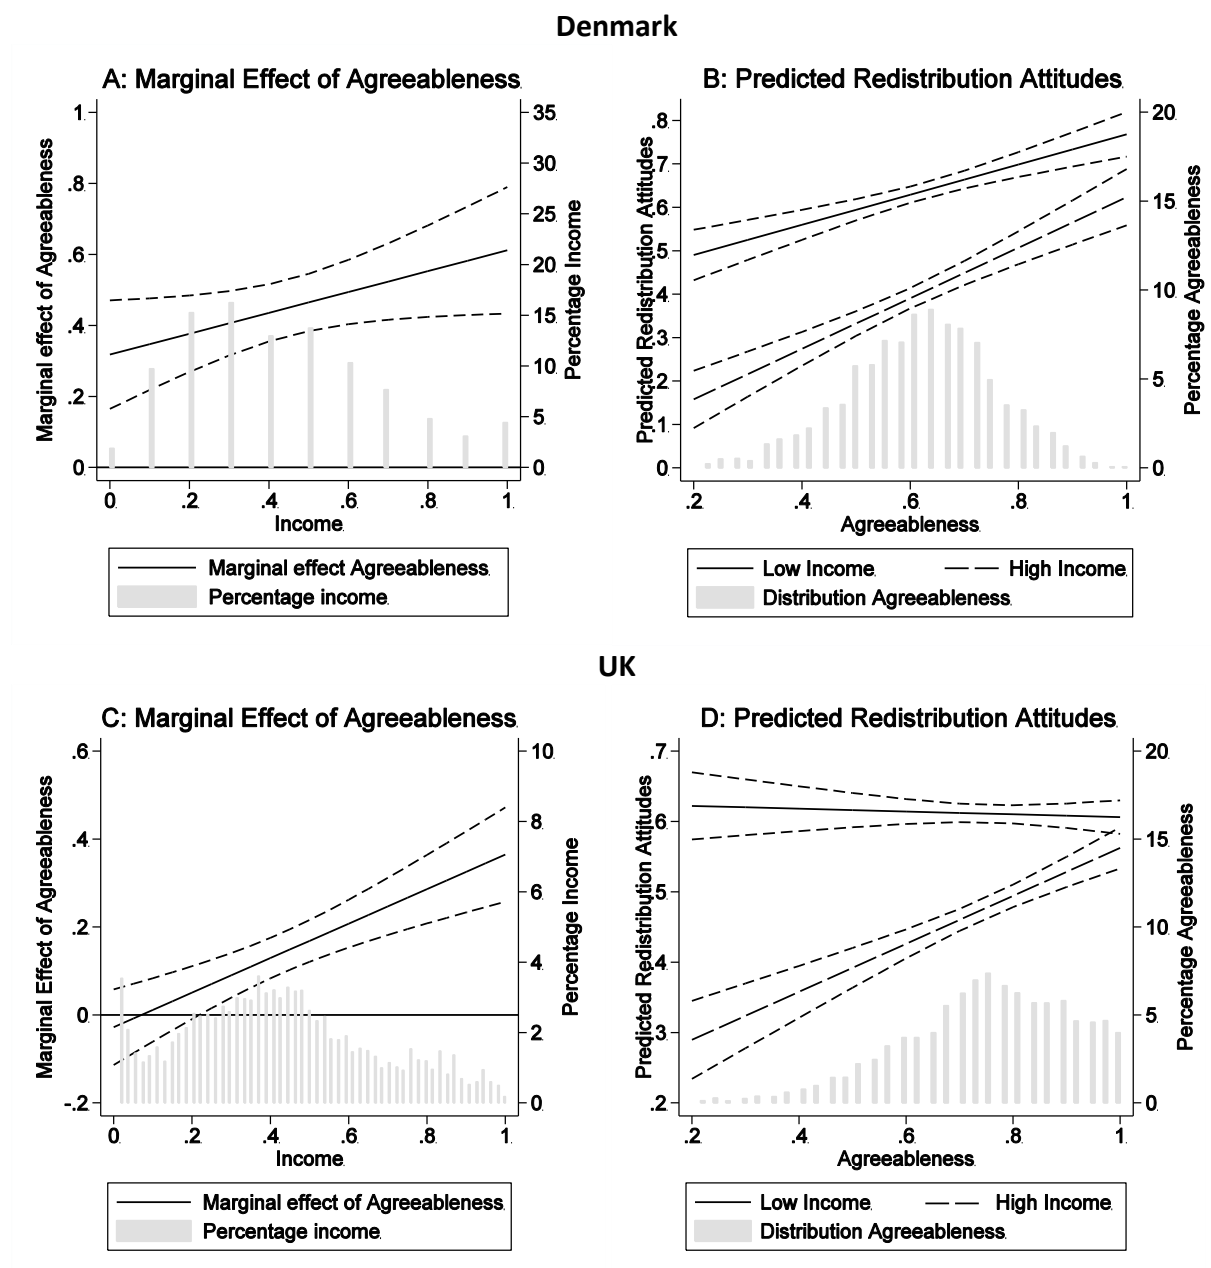 Denmark
A: Marginal Effect of Agreeableness
B: Predicted Redistribution Attitudes
Marginal effect of Agreeableness
1
.8
.6
.4
.2
0
35
30
25
20
15
10
5
0
Percentage Income
0 .2 .4 .6 .8 1
Income
Marginal effect Agreeableness
Percentage income
Predicted Redistribution Attitudes
.8
.7
.6
.5
.4
.3
.2
.1
0
20
15
10
5
0
Percentage Agreeableness
.2 .4 .6 .8 1
Agreeableness
Low Income High Income
Distribution Agreeableness
UK
C: Marginal Effect of Agreeableness
D: Predicted Redistribution Attitudes
Marginal Effect of Agreeableness
.6
.4
.2
0
-.2
10
8
6
4
2
0
Percentage Income
0 .2 .4 .6 .8 1
Income
Marginal effect of Agreeableness
Percentage income
Predicted Redistribution Attitudes
.7
.6
.5
.4
.3
.2
20
15
10
5
0
Percentage Agreeableness
.2 .4 .6 .8 1
Agreeableness
Low Income High Income
Distribution Agreeableness